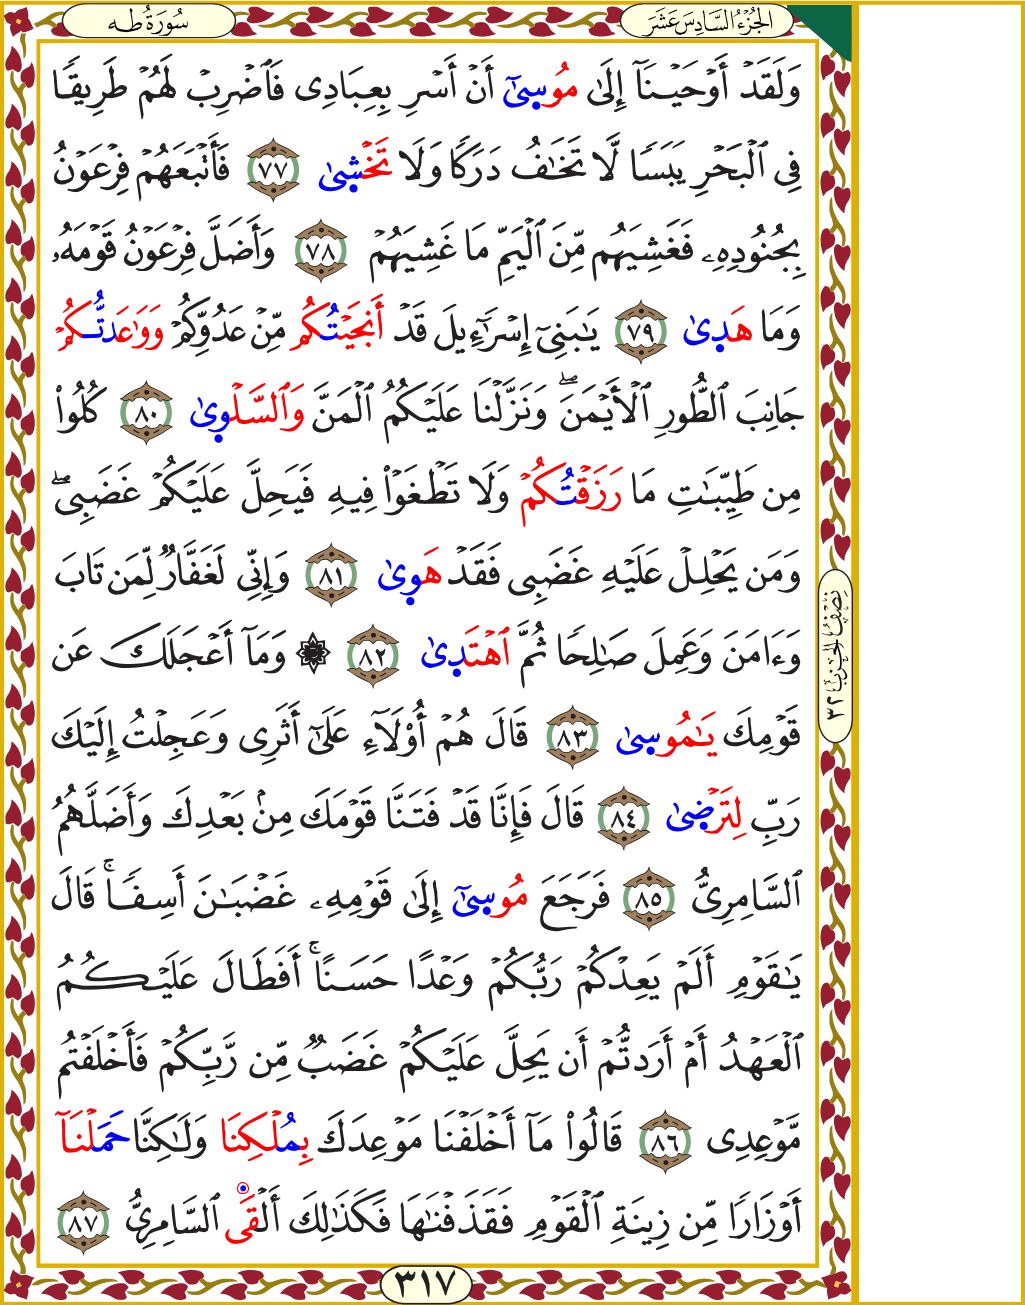 الجُزْءُ السَّادِسَ عَشَرَ
سُورَةُ طه
وَلَقَدْ أَوْحَيْنَآ إِلَىٰ مُوسِىٰٓ أَنْ أَسْرِ بِعِبَادِى فَٱضْرِبْ لَهُمْ طَرِيقًا
فِى ٱلْبَحْرِ يَبَسًا لَّا تَخَٰفُ دَرَكًا وَلَا تَخْشِىٰ ٧٧ فَأَتْبَعَهُمْ فِرْعَوْنُ
بِجُنُودِهِۦ فَغَشِيَهُم مِّنَ ٱلْيَمِّ مَا غَشِيَهُمْ ٧٨ وَأَضَلَّ فِرْعَوْنُ قَوْمَهُۥ
وَمَا هَدِىٰ ٧٩ يَٰبَنِىٓ إِسْرَٰٓءِيلَ قَدْ أَنجَيْتُكُم مِّنْ عَدُوِّكُمْ وَوَٰعَدتُّكُمْ
جَانِبَ ٱلطُّورِ ٱلْأَيْمَنَ ۖ وَنَزَّلْنَا عَلَيْكُمُ ٱلْمَنَّ وَٱلسَّلْوِىٰ ٨٠ كُلُوا۟
مِن طَيِّبَٰتِ مَا رَزَقْتُكُمْ وَلَا تَطْغَوْا۟ فِيهِ فَيَحِلَّ عَلَيْكُمْ غَضَبِى ۖ
وَمَن يَحْلِلْ عَلَيْهِ غَضَبِى فَقَدْ هَوِىٰ ٨١ وَإِنِّى لَغَفَّارٌ لِّمَن تَابَ
وَءَامَنَ وَعَمِلَ صَٰلِحًا ثُمَّ ٱهْتَدِىٰ ٨٢ ۞ وَمَآ أَعْجَلَكَ عَن
قَوْمِكَ يَٰمُوسِىٰ ٨٣ قَالَ هُمْ أُو۟لَآءِ عَلَىٰٓ أَثَرِى وَعَجِلْتُ إِلَيْكَ
رَبِّ لِتَرْضِىٰ ٨٤ قَالَ فَإِنَّا قَدْ فَتَنَّا قَوْمَكَ مِنۢ بَعْدِكَ وَأَضَلَّهُمُ
ٱلسَّامِرِىُّ ٨٥ فَرَجَعَ مُوسِىٰٓ إِلَىٰ قَوْمِهِۦ غَضْبَٰنَ أَسِفًا ۚ قَالَ
يَٰقَوْمِ أَلَمْ يَعِدْكُمْ رَبُّكُمْ وَعْدًا حَسَنًا ۚ أَفَطَالَ عَلَيْكُمُ
ٱلْعَهْدُ أَمْ أَرَدتُّمْ أَن يَحِلَّ عَلَيْكُمْ غَضَبٌ مِّن رَّبِّكُمْ فَأَخْلَفْتُم
مَّوْعِدِى ٨٦ قَالُوا۟ مَآ أَخْلَفْنَا مَوْعِدَكَ بِمُلْكِنَا وَلَٰكِنَّا حَمَلْنَآ
أَوْزَارًا مِّن زِينَةِ ٱلْقَوْمِ فَقَذَفْنَٰهَا فَكَذَٰلِكَ أَلْقَى ٱلسَّامِرِىُّ ٨٧
نِصْفُ الحِزْبِ ٣٢
٣١٧